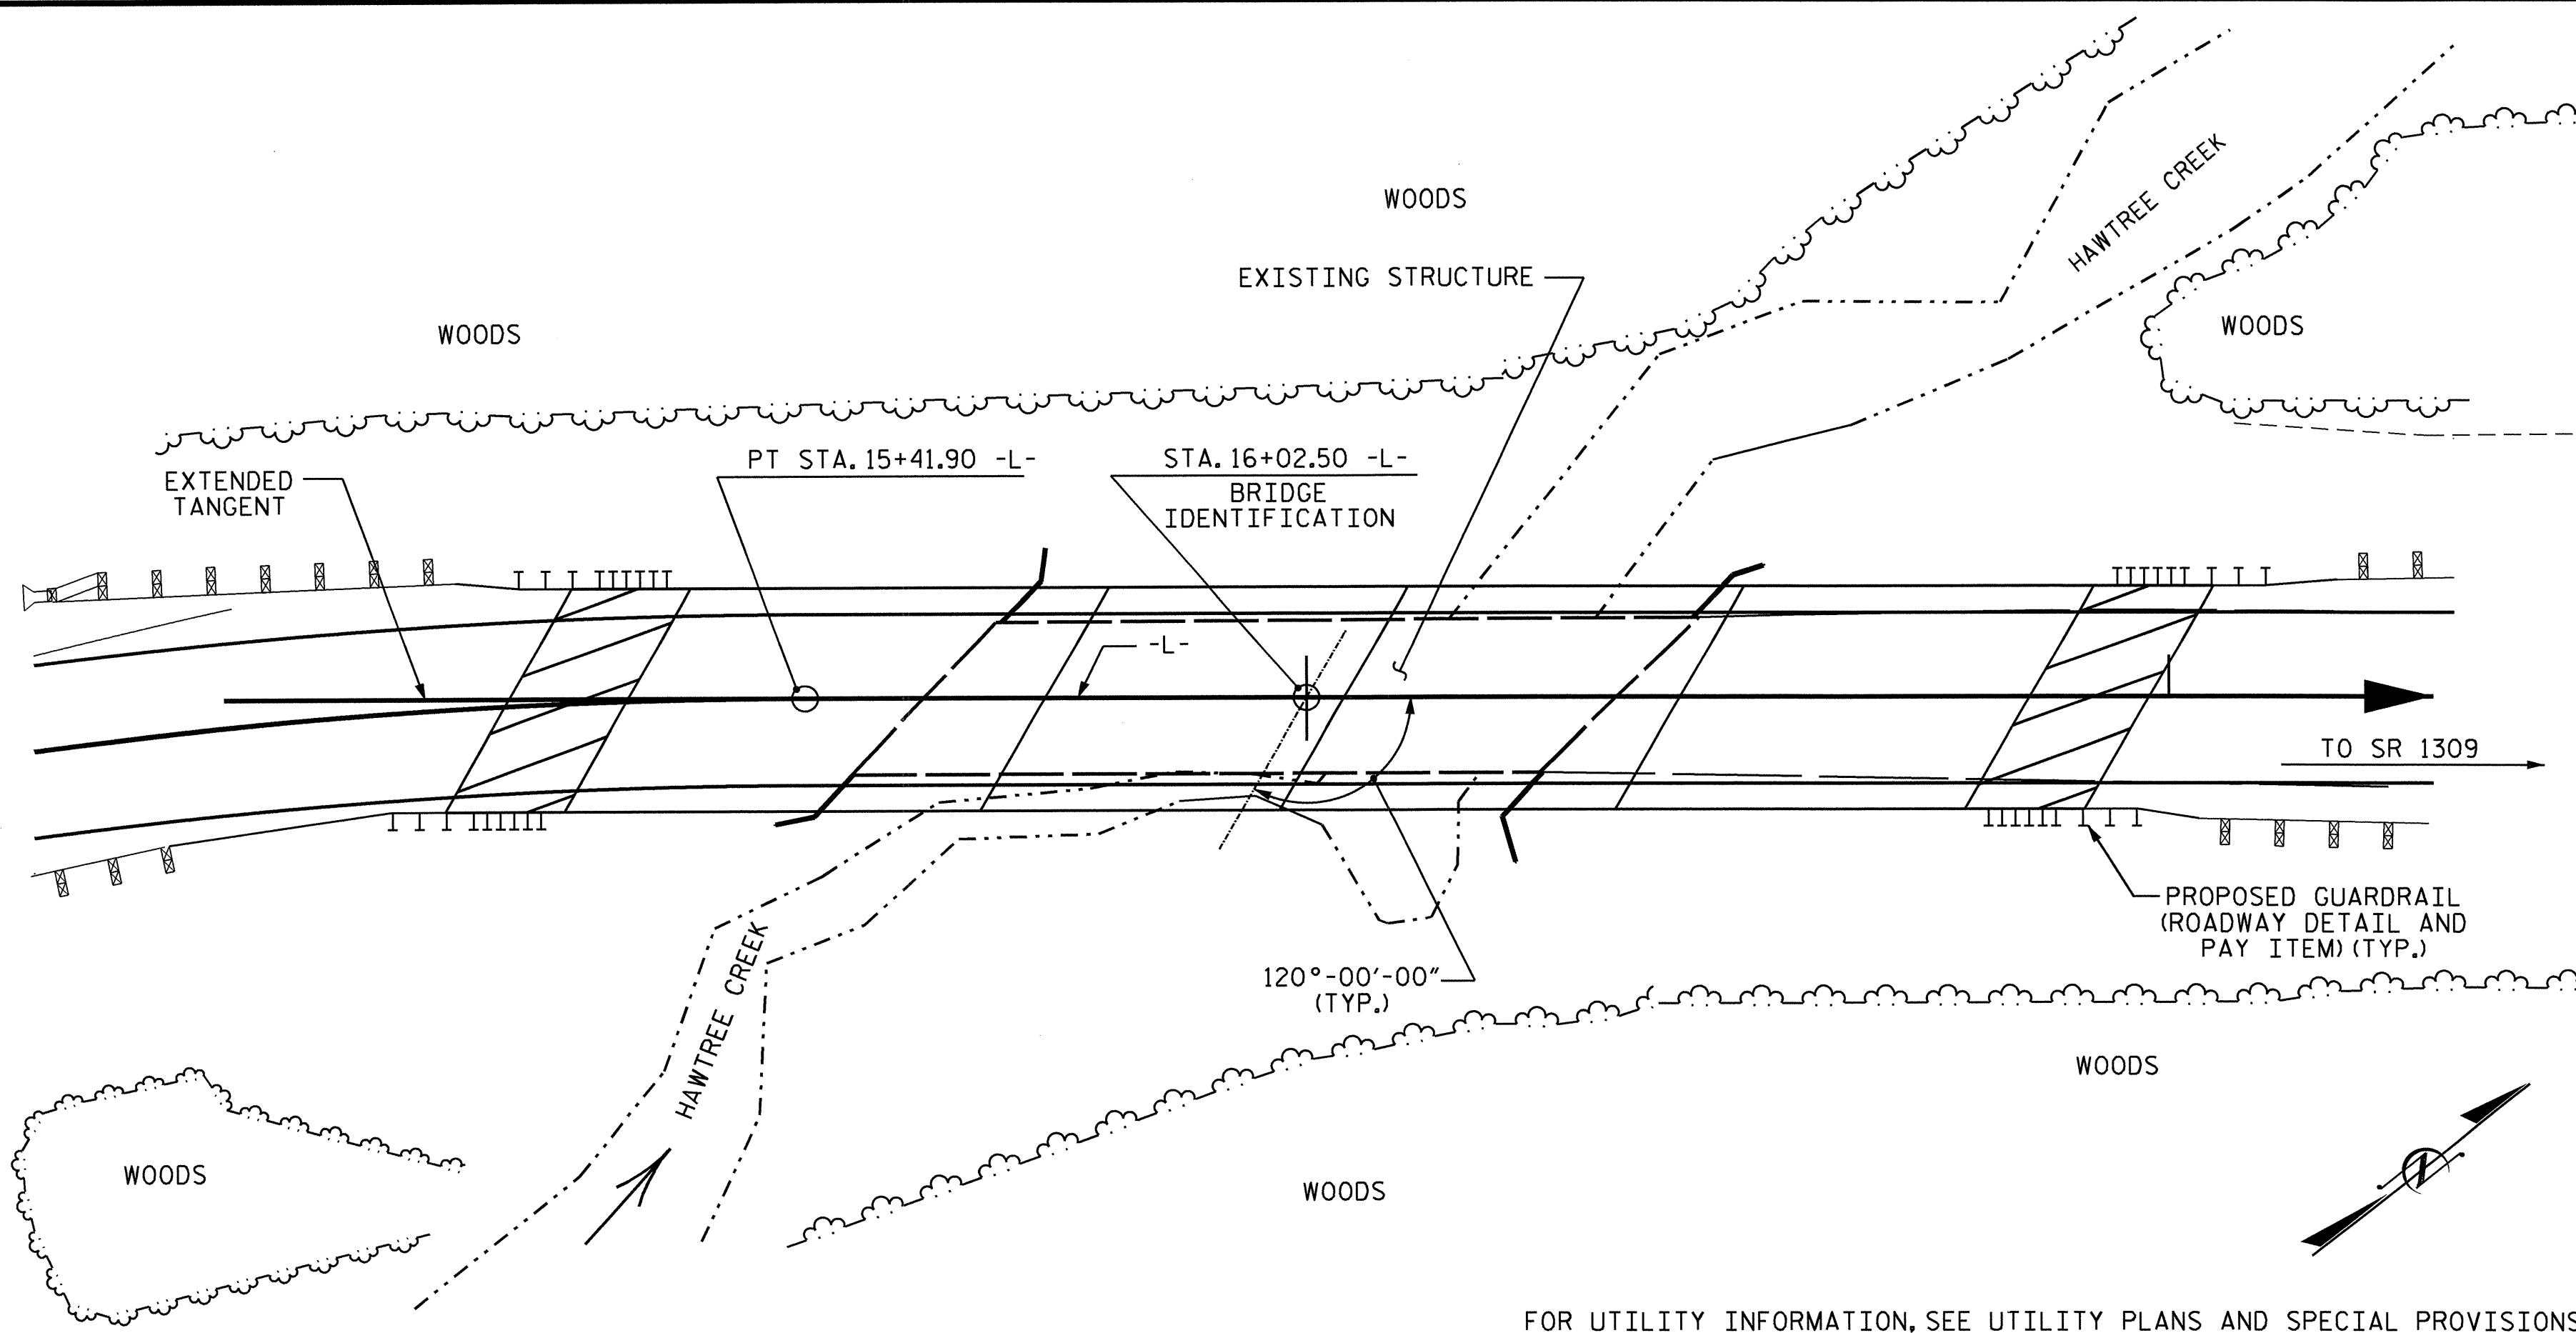 WOODS
HAWTREE CREEK
EXISTING STRUCTURE
WOODS
WOODS
PT STA. 15+41.90 -L-
STA. 16+02.50 -L-
BRIDGE
IDENTIFICATION
EXTENDED
TANGENT
-L-
TO SR 1309
PROPOSED GUARDRAIL
(ROADWAY DETAIL AND
PAY ITEM) (TYP.)
HAWTREE CREEK
120°-00'-00"
(TYP.)
WOODS
WOODS
WOODS
FOR UTILITY INFORMATION, SEE UTILITY PLANS AND SPECIAL PROVISION